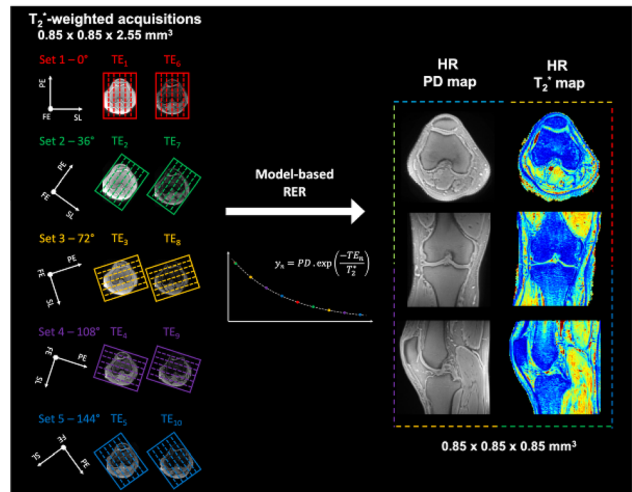 T₂*-weighted acquisitions
0.85 x 0.85 x 2.55 mm³
Set 1 – 0° TE₁ TE₆
PE
FE SL
Set 2 – 36° TE₂ TE₇
PE
FE
SL
Set 3 – 72° TE₃ TE₈
FE PE
SL
Set 4 – 108° TE₄ TE₉
FE
PE
SL
Set 5 – 144° TE₅ TE₁₀
FE
SL PE
Model-based
RER
yₙ = PD . exp(−TEₙ / T₂*)
HR
PD map
HR
T₂* map
0.85 x 0.85 x 0.85 mm³